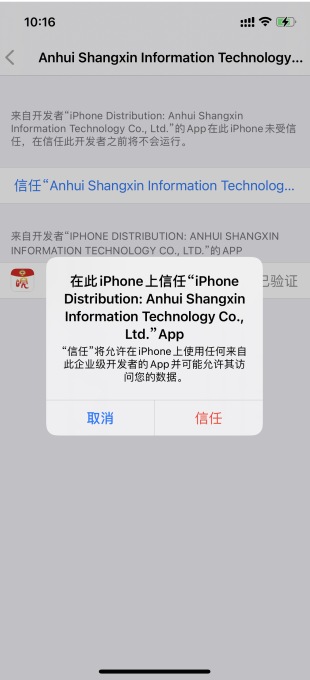 10:16
Anhui Shangxin Information Technology...
来自开发者“iPhone Distribution: Anhui Shangxin
Information Technology Co., Ltd.”的App在此iPhone未受信
任，在信任此开发者之前将不会运行。
信任“Anhui Shangxin Information Technolog...
来自开发者“IPHONE DISTRIBUTION: ANHUI SHANGXIN
INFORMATION TECHNOLOGY CO., LTD.”的 APP
已验证
在此iPhone上信任“iPhone
Distribution: Anhui Shangxin
Information Technology Co.,
Ltd.”App
“信任”将允许在iPhone上使用任何来自
此企业级开发者的App并可能允许其访
问您的数据。
取消
信任